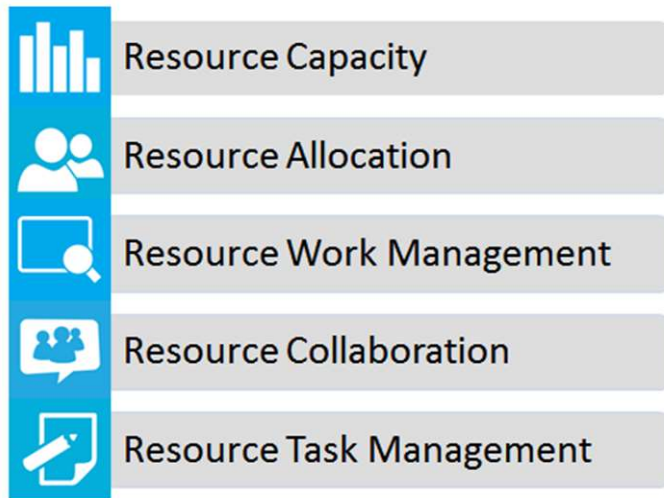 Resource Capacity
Resource Allocation
Resource Work Management
Resource Collaboration
Resource Task Management